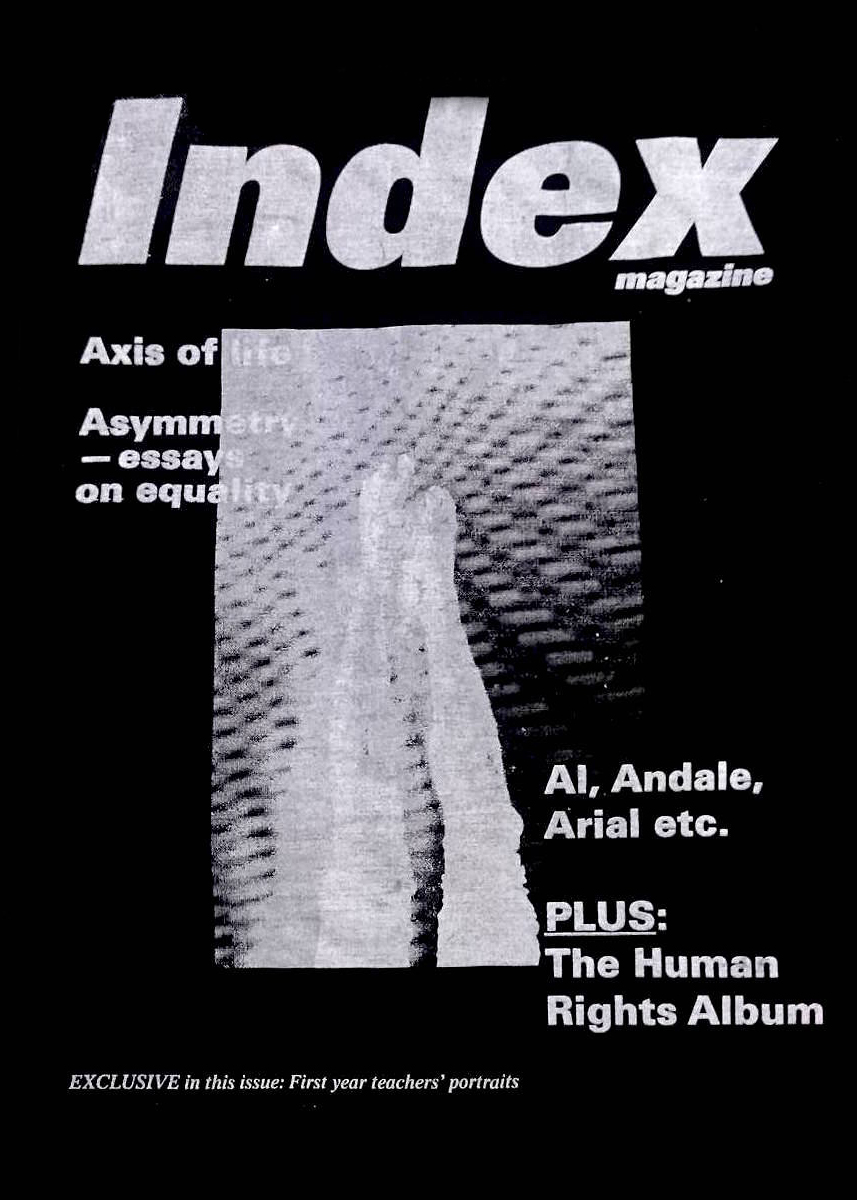 Index
magazine
Axis of life
Asymmetry
— essays
on equality
AI, Andale,
Arial etc.
PLUS:
The Human
Rights Album
EXCLUSIVE in this issue: First year teachers’ portraits